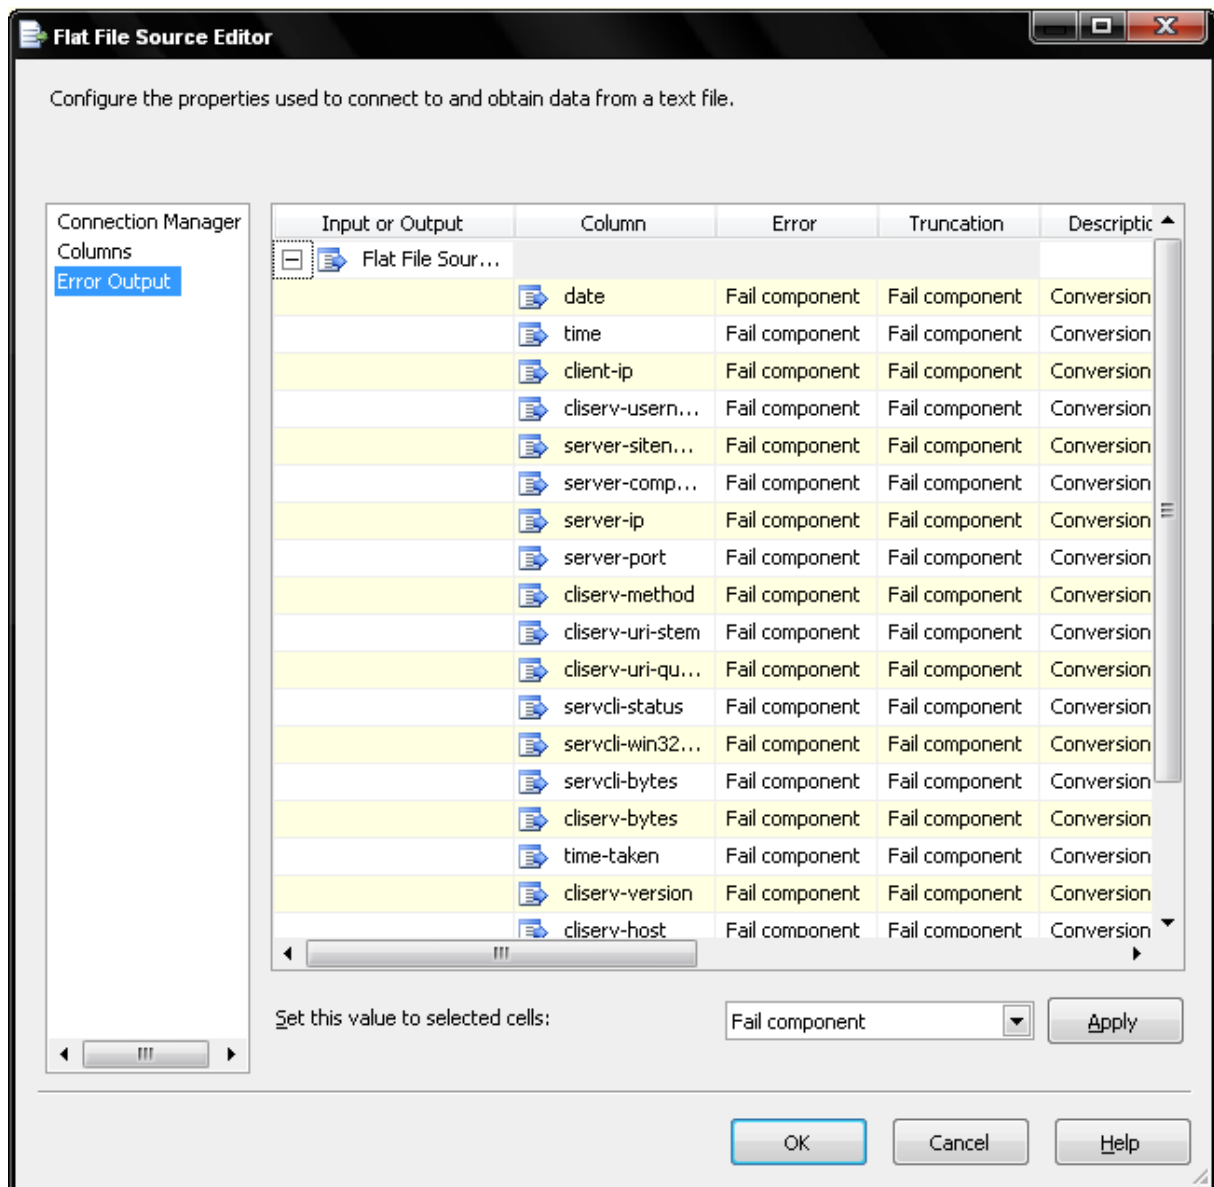 Flat File Source Editor
Configure the properties used to connect to and obtain data from a text file.
Connection Manager
Columns
Error Output
Input or Output Column Error Truncation Descriptic
Flat File Sour...
date Fail component Fail component Conversion
time Fail component Fail component Conversion
client-ip Fail component Fail component Conversion
cliserv-usern... Fail component Fail component Conversion
server-siten... Fail component Fail component Conversion
server-comp... Fail component Fail component Conversion
server-ip Fail component Fail component Conversion
server-port Fail component Fail component Conversion
cliserv-method Fail component Fail component Conversion
cliserv-uri-stem Fail component Fail component Conversion
cliserv-uri-qu... Fail component Fail component Conversion
servcli-status Fail component Fail component Conversion
servcli-win32... Fail component Fail component Conversion
servcli-bytes Fail component Fail component Conversion
cliserv-bytes Fail component Fail component Conversion
time-taken Fail component Fail component Conversion
cliserv-version Fail component Fail component Conversion
cliserv-host Fail component Fail component Conversion
Set this value to selected cells: Fail component Apply
OK Cancel Help